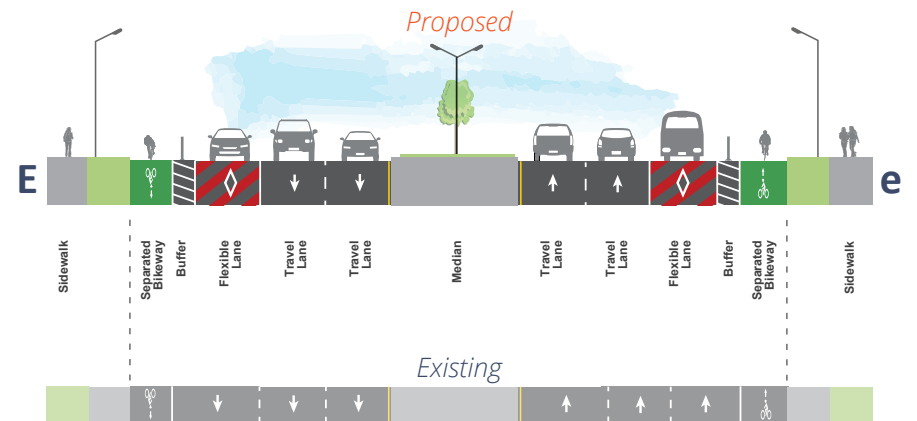 Proposed
E
e
Sidewalk
Separated
Bikeway
Buffer
Flexible
Lane
Travel
Lane
Travel
Lane
Median
Travel
Lane
Travel
Lane
Flexible
Lane
Buffer
Separated
Bikeway
Sidewalk
Existing